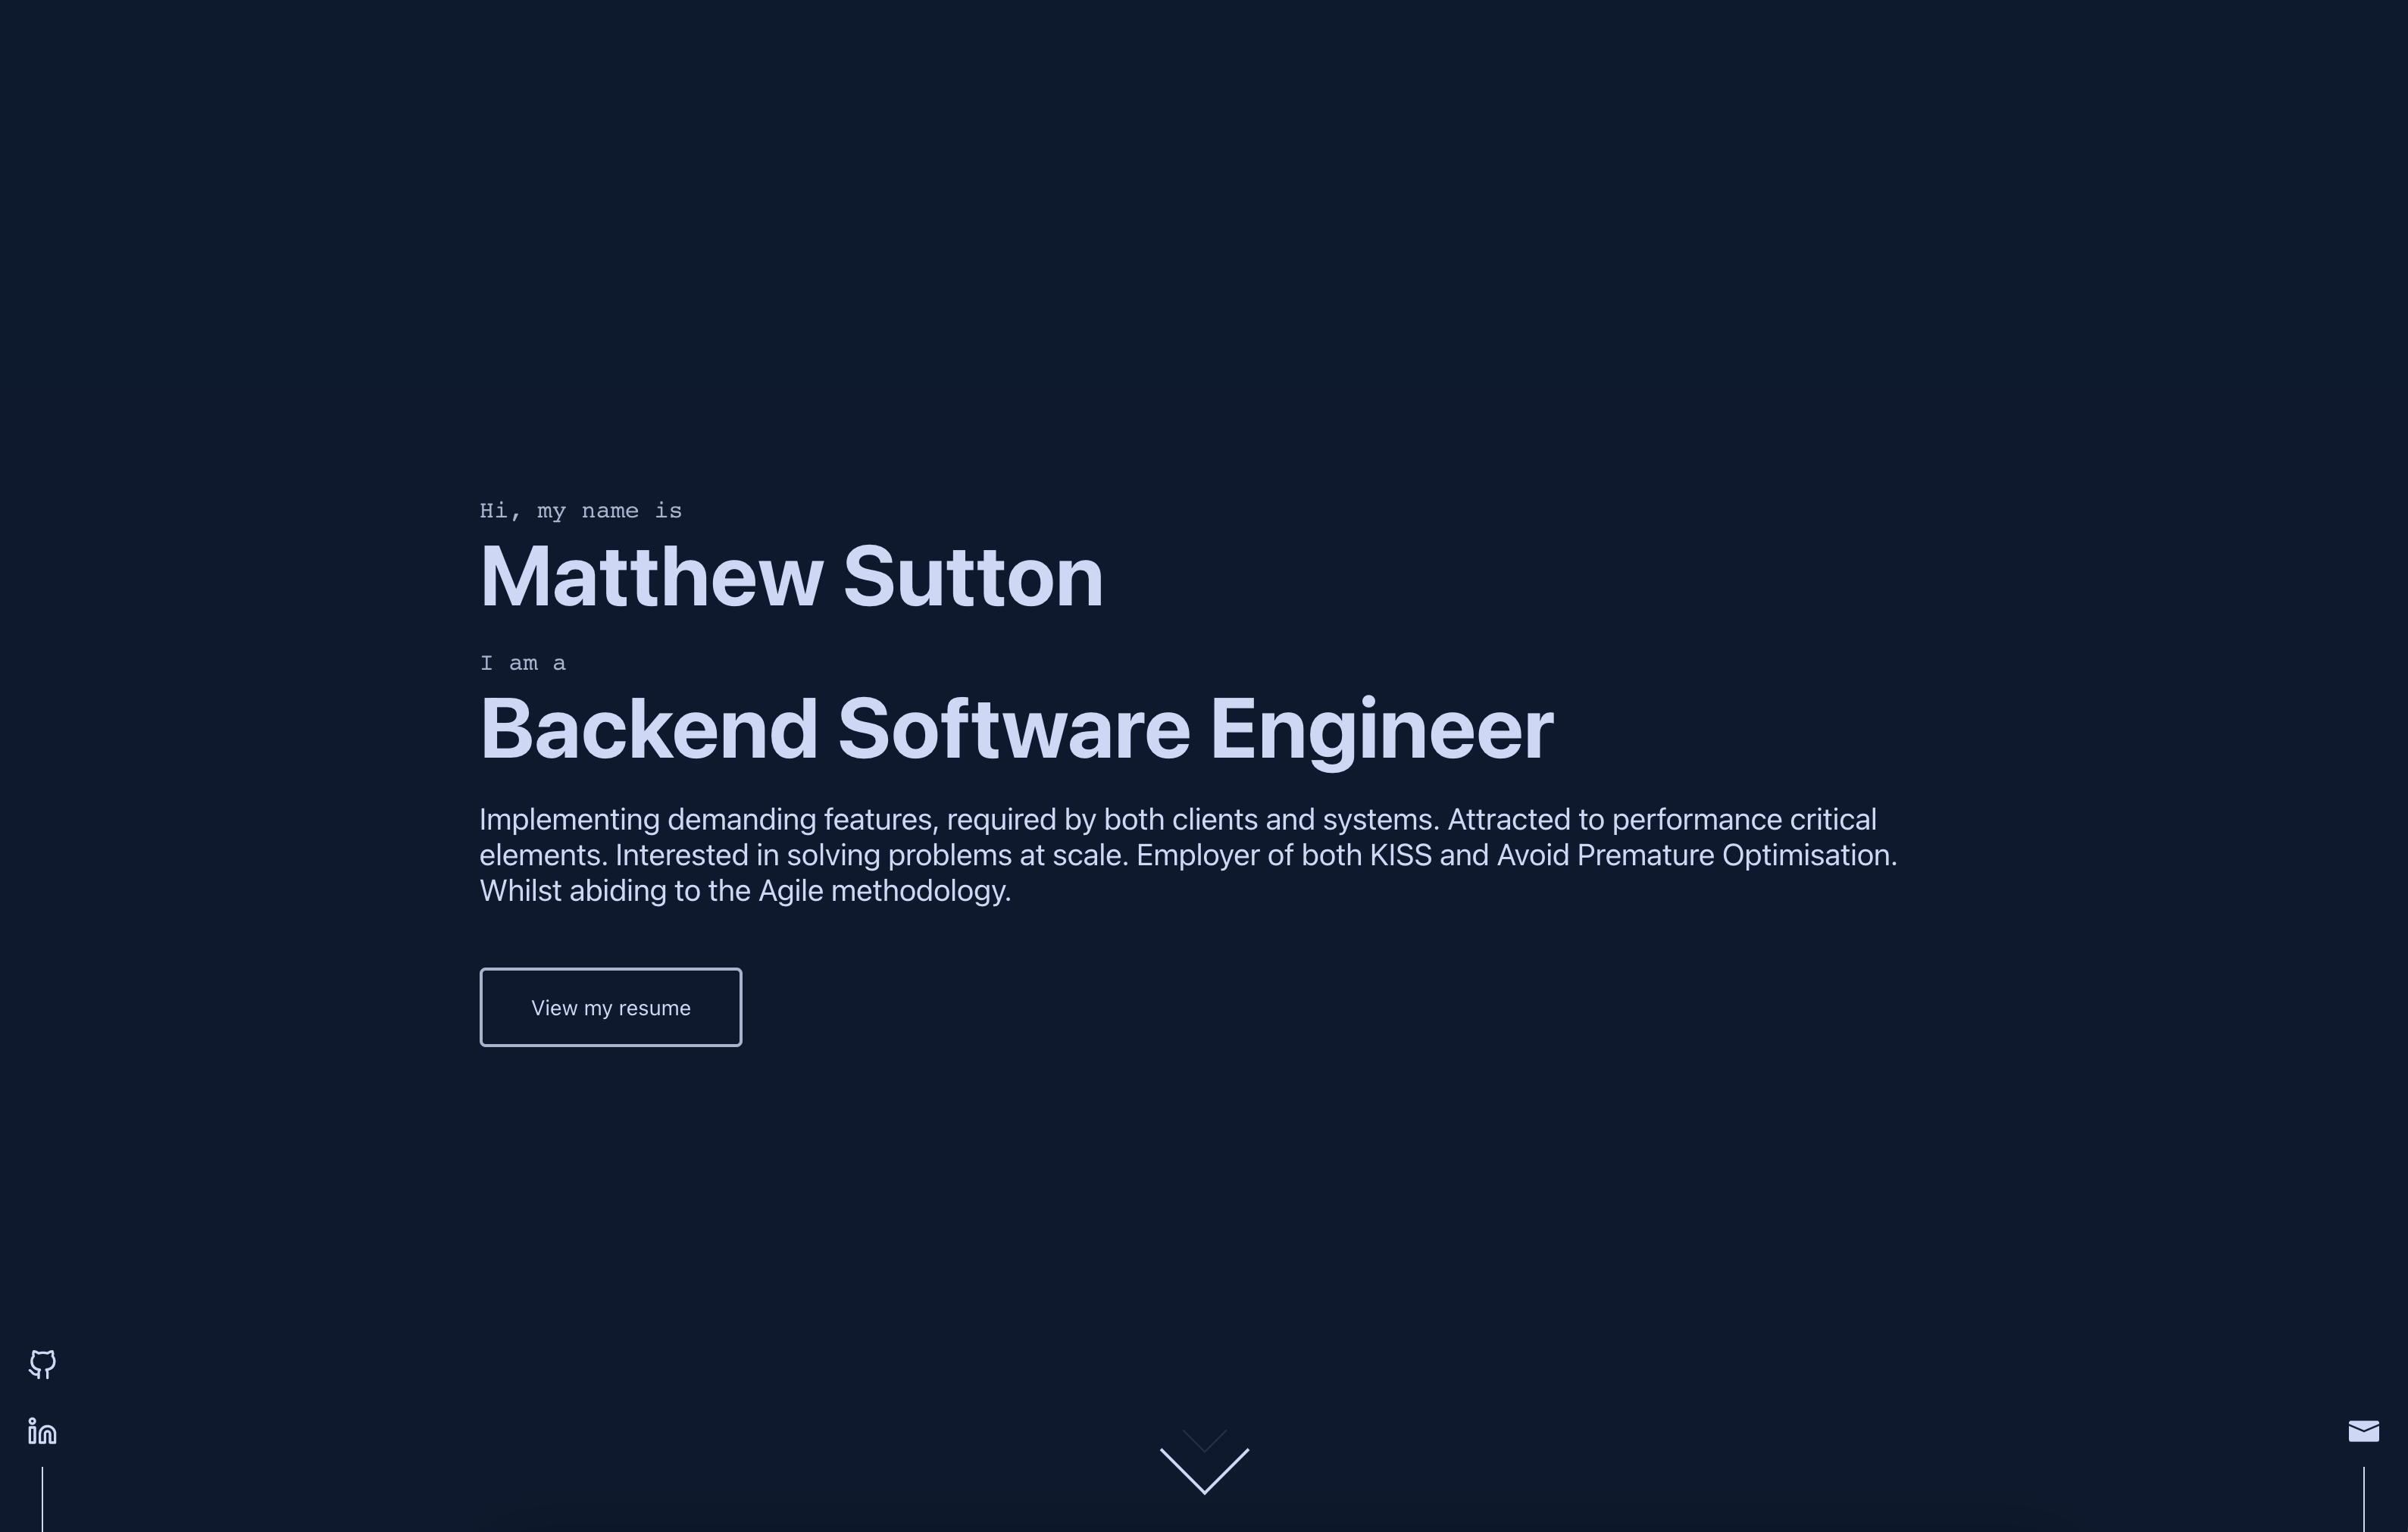 Hi, my name is
Matthew Sutton
I am a
Backend Software Engineer
Implementing demanding features, required by both clients and systems. Attracted to performance critical
elements. Interested in solving problems at scale. Employer of both KISS and Avoid Premature Optimisation.
Whilst abiding to the Agile methodology.
View my resume